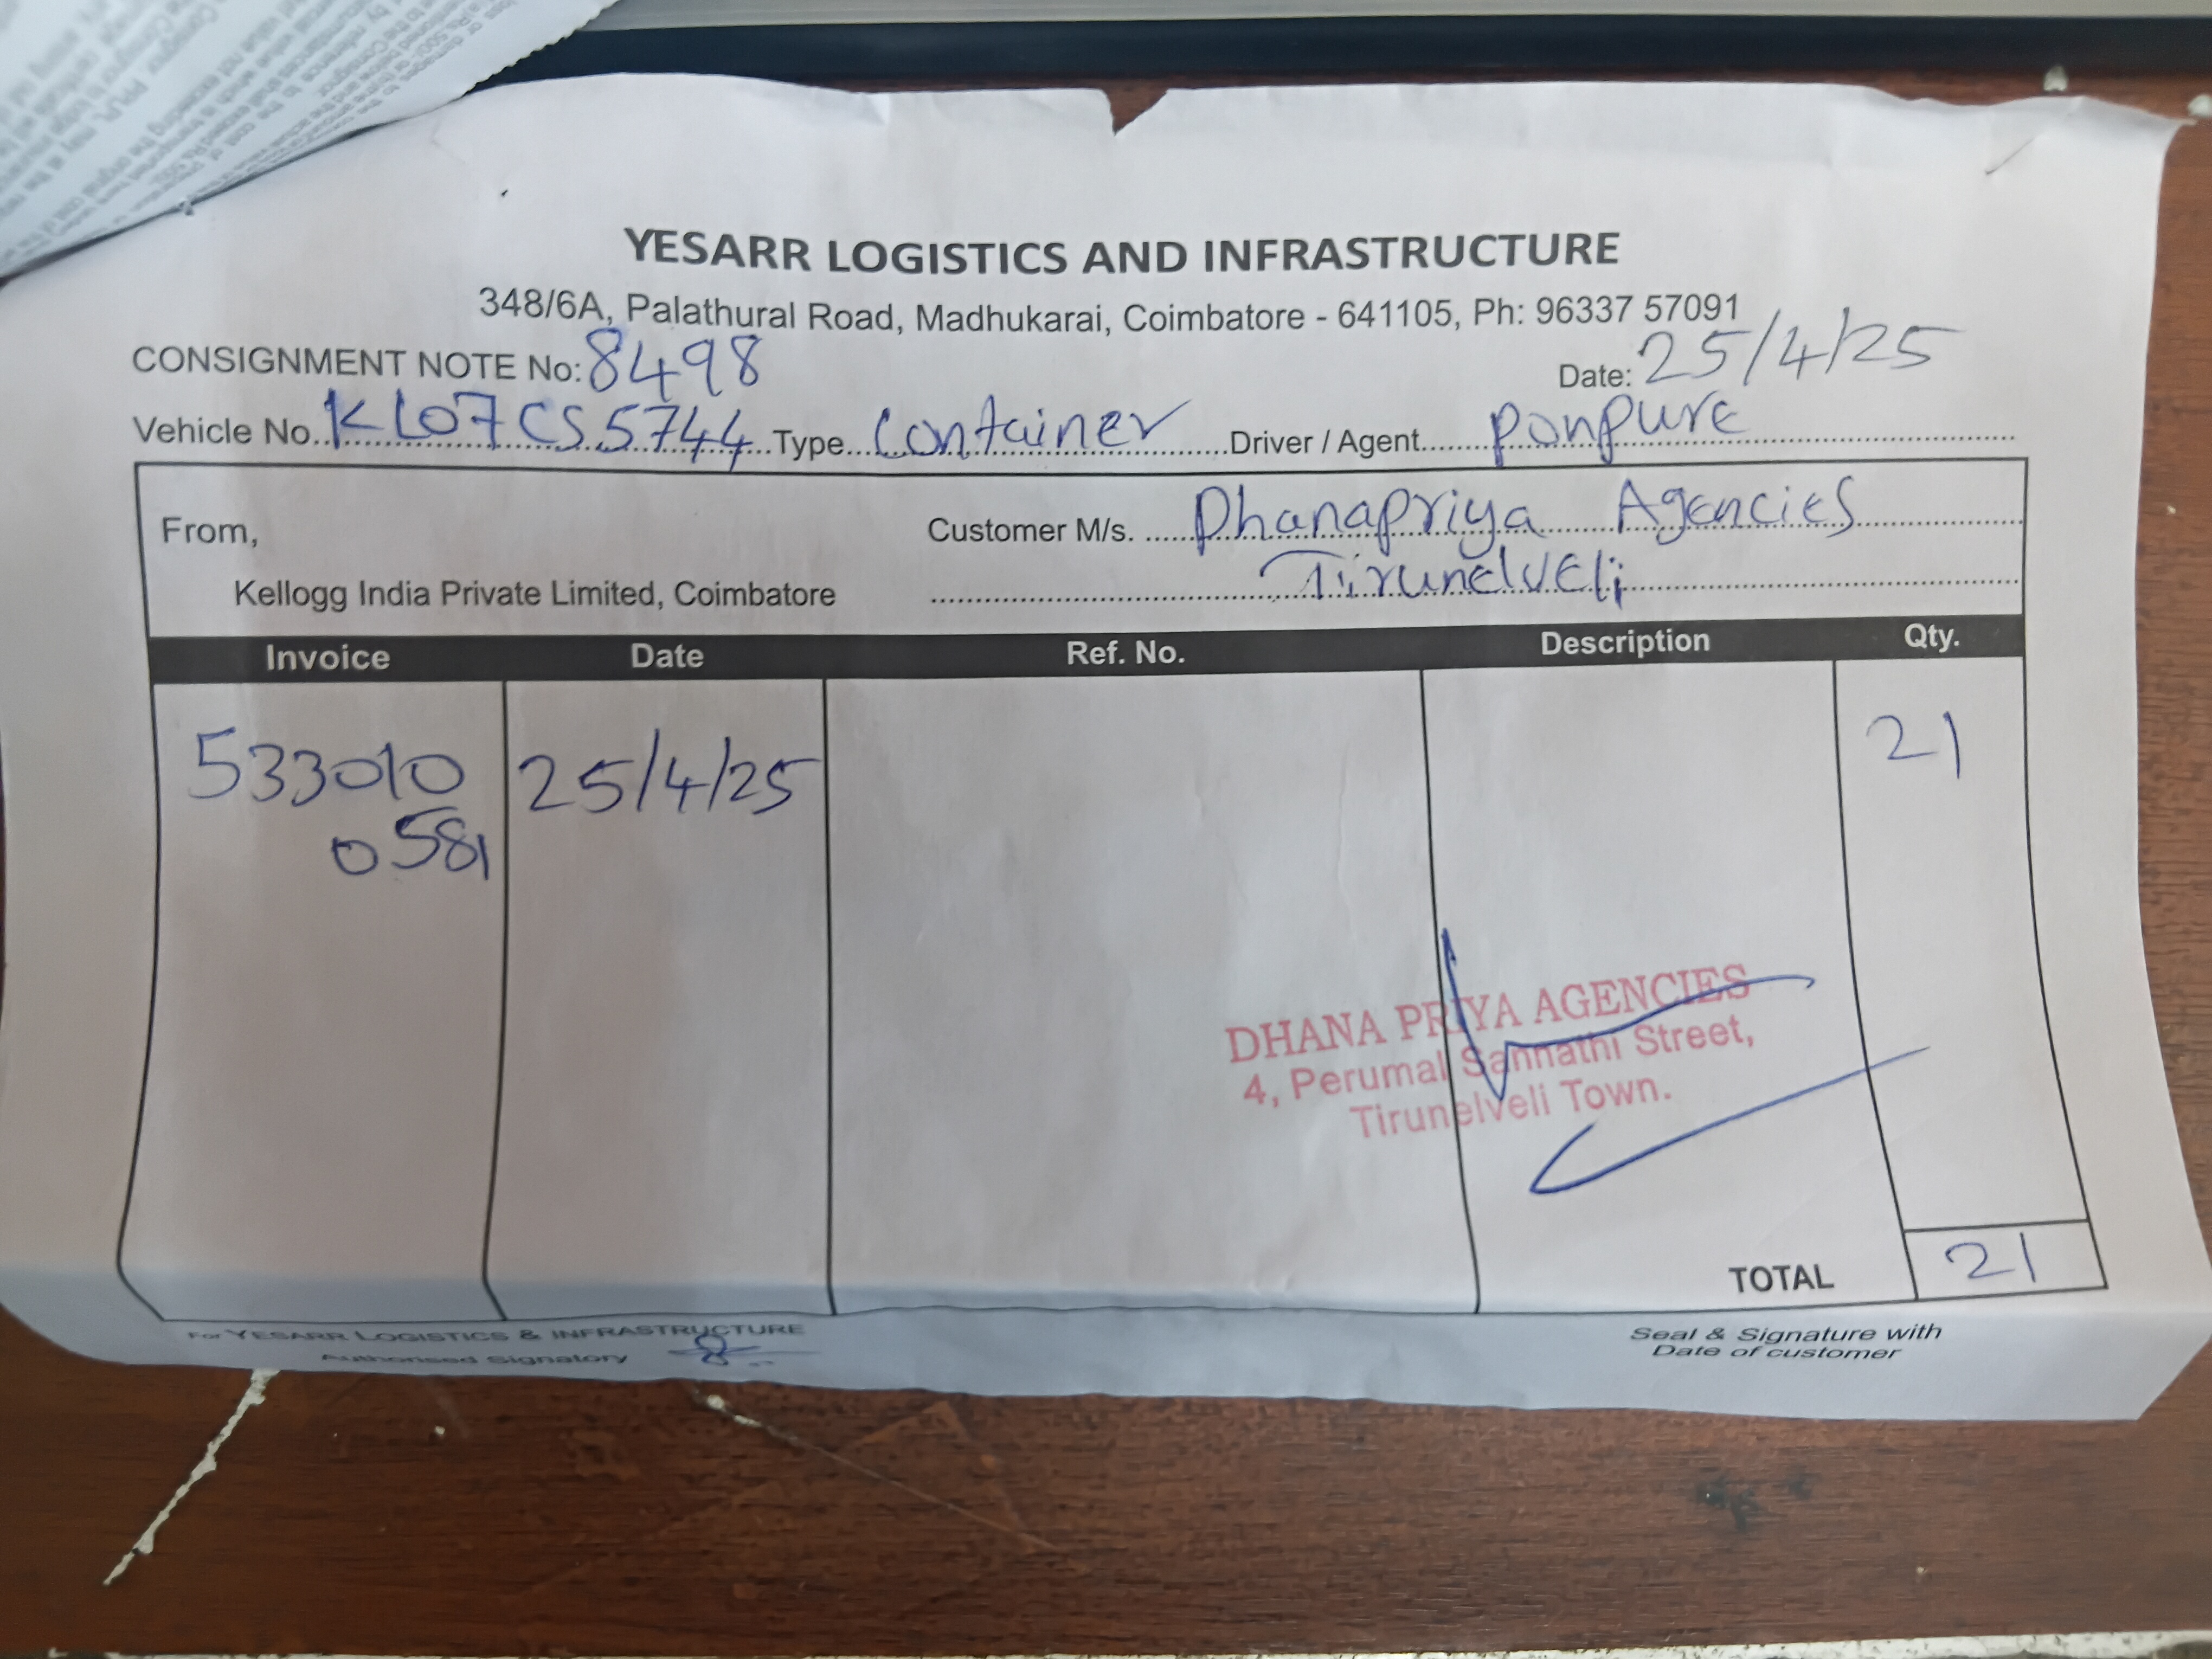 YESARR LOGISTICS AND INFRASTRUCTURE
348/6A, Palathural Road, Madhukarai, Coimbatore - 641105, Ph: 96337 57091
CONSIGNMENT NOTE No: 8498 Date: 25/4/25
Vehicle No. KL07CS5744 Type Container Driver / Agent ponpure
From, Customer M/s. Dhanapriya Agencies
Kellogg India Private Limited, Coimbatore Tirunelveli
Invoice Date Ref. No. Description Qty.
533010 25/4/25 21
0581
DHANA PRIYA AGENCIES
4, Perumal Sannathi Street,
Tirunelveli Town.
TOTAL 21
For YESARR LOGISTICS & INFRASTRUCTURE Seal & Signature with
Authorised Signatory Date of customer